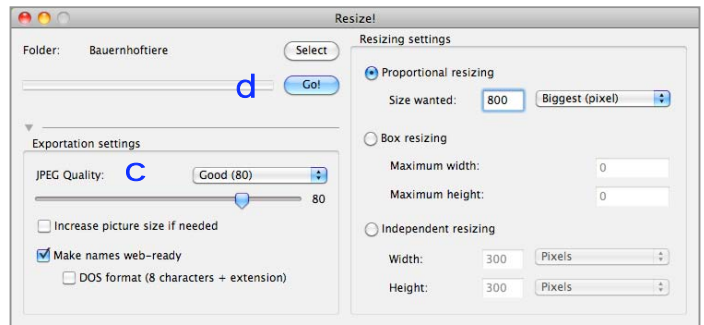 Resize!
Folder: Bauernhoftiere Select
d Go!
Exportation settings
JPEG Quality: C Good (80)
80
Increase picture size if needed
Make names web-ready
DOS format (8 characters + extension)
Resizing settings
Proportional resizing
Size wanted: 800 Biggest (pixel)
Box resizing
Maximum width: 0
Maximum height: 0
Independent resizing
Width: 300 Pixels
Height: 300 Pixels